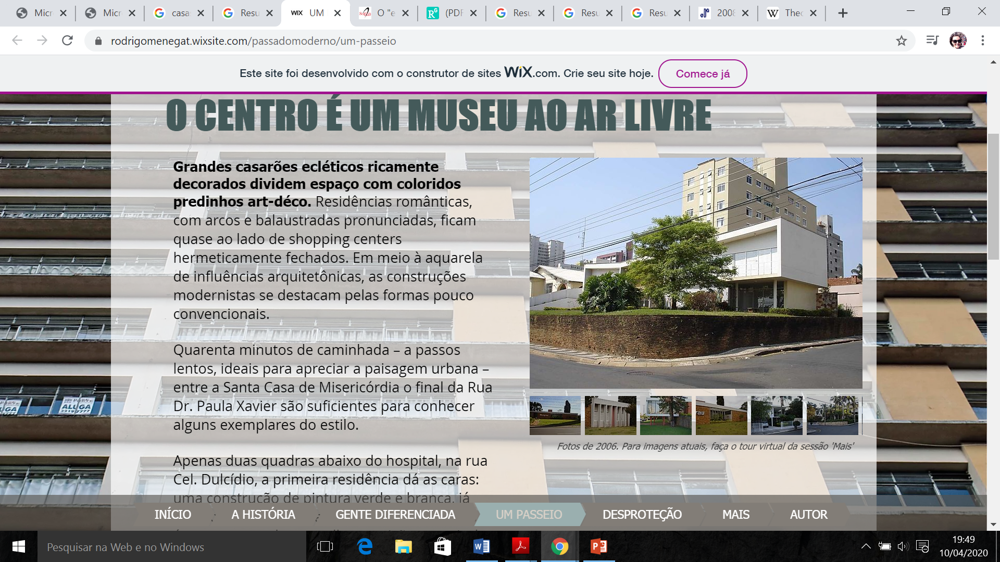 Micr
Micr
casa
Resu
WiX UM
O "e
(PDF
Resu
Resu
Resu
2008
W Theo
rodrigomenegat.wixsite.com/passadomoderno/um-passeio
Este site foi desenvolvido com o construtor de sites WiX.com. Crie seu site hoje. Comece já
O CENTRO É UM MUSEU AO AR LIVRE
Grandes casarões ecléticos ricamente
decorados dividem espaço com coloridos
predinhos art-déco. Residências românticas,
com arcos e balaustradas pronunciadas, ficam
quase ao lado de shopping centers
hermeticamente fechados. Em meio à aquarela
de influências arquitetônicas, as construções
modernistas se destacam pelas formas pouco
convencionais.
Quarenta minutos de caminhada – a passos
lentos, ideais para apreciar a paisagem urbana –
entre a Santa Casa de Misericórdia o final da Rua
Dr. Paula Xavier são suficientes para conhecer
alguns exemplares do estilo.
Apenas duas quadras abaixo do hospital, na rua
Cel. Dulcídio, a primeira residência dá as caras:
uma construção de pintura verde e branca, já
rau
Fotos de 2006. Para imagens atuais, faça o tour virtual da sessão 'Mais'
ALUGA
INÍCIO
A HISTÓRIA
GENTE DIFERENCIADA
UM PASSEIO
DESPROTEÇÃO
MAIS
AUTOR
Pesquisar na Web e no Windows
19:49
10/04/2020